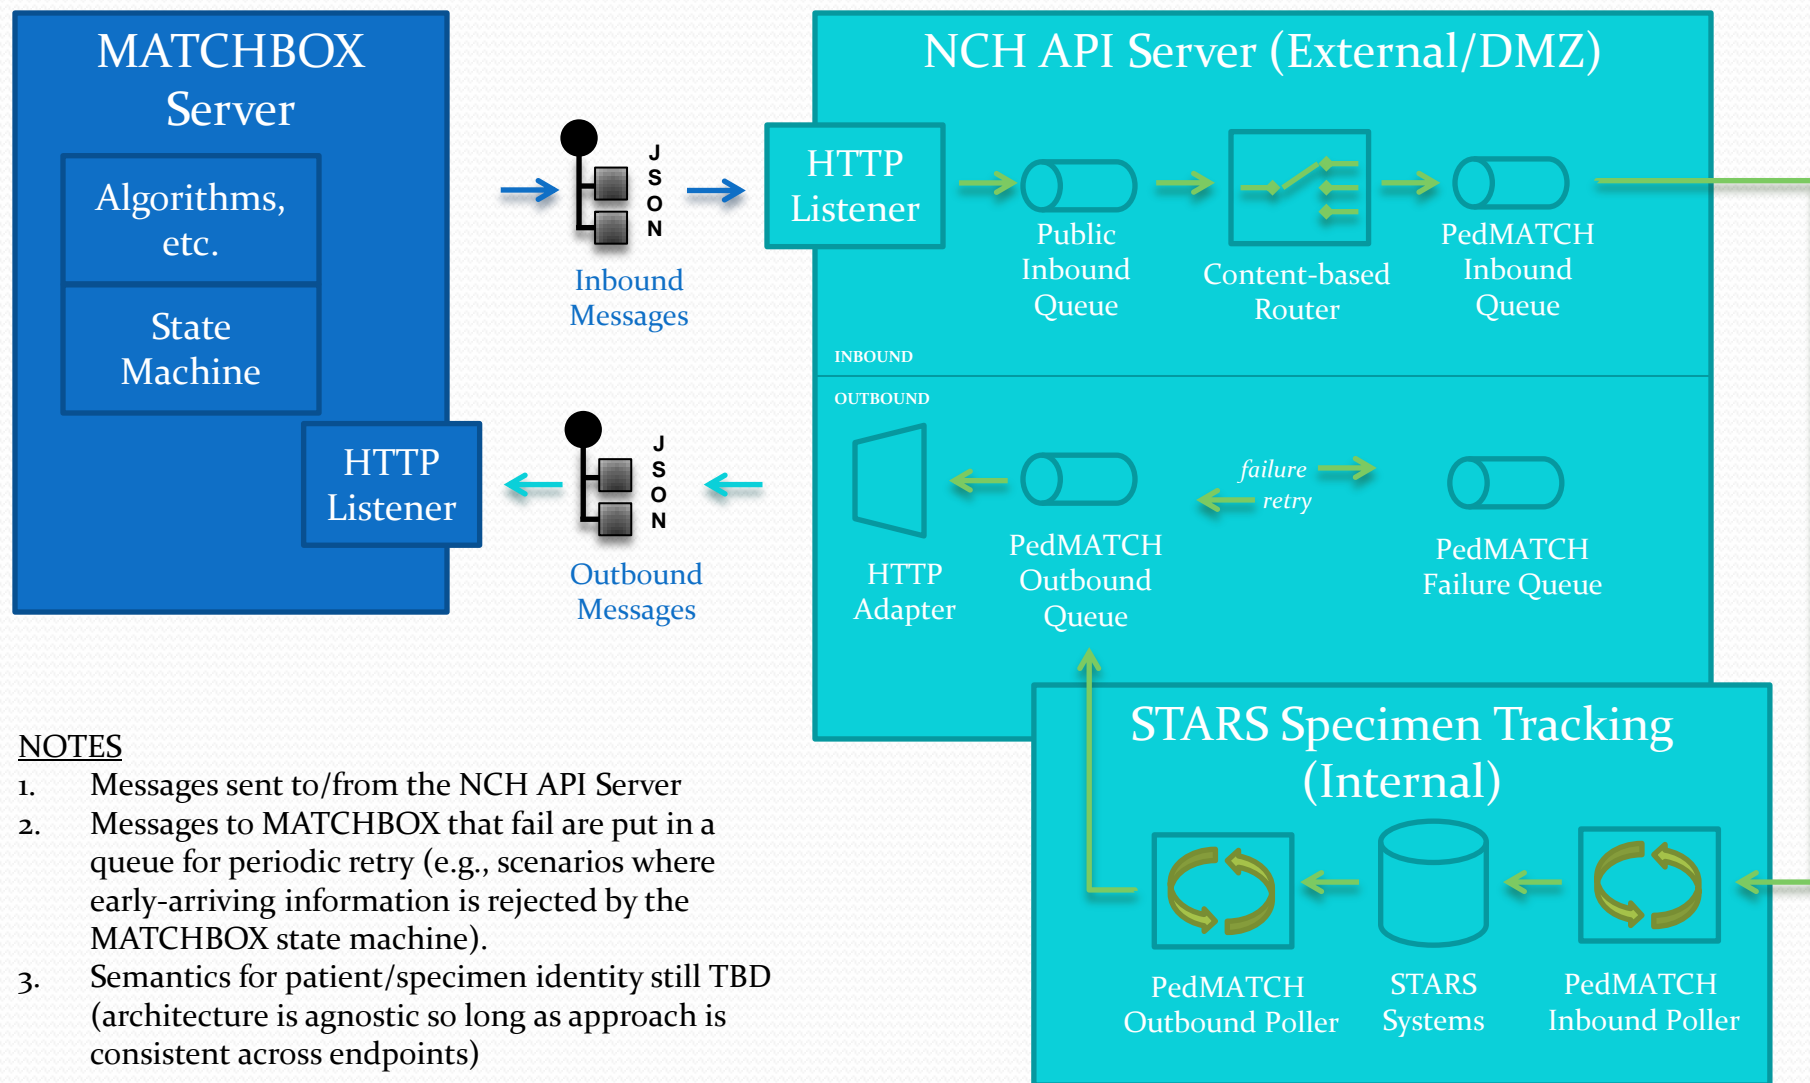 MATCHBOX
Server
Algorithms,
etc.
State
Machine
HTTP
Listener
J
S
O
N
Inbound
Messages
J
S
O
N
Outbound
Messages
NCH API Server (External/DMZ)
HTTP
Listener
Public
Inbound
Queue
Content-based
Router
PedMATCH
Inbound
Queue
INBOUND
OUTBOUND
HTTP
Adapter
PedMATCH
Outbound
Queue
failure
retry
PedMATCH
Failure Queue
STARS Specimen Tracking
(Internal)
PedMATCH
Outbound Poller
STARS
Systems
PedMATCH
Inbound Poller
NOTES
1. Messages sent to/from the NCH API Server
2. Messages to MATCHBOX that fail are put in a
queue for periodic retry (e.g., scenarios where
early-arriving information is rejected by the
MATCHBOX state machine).
3. Semantics for patient/specimen identity still TBD
(architecture is agnostic so long as approach is
consistent across endpoints)